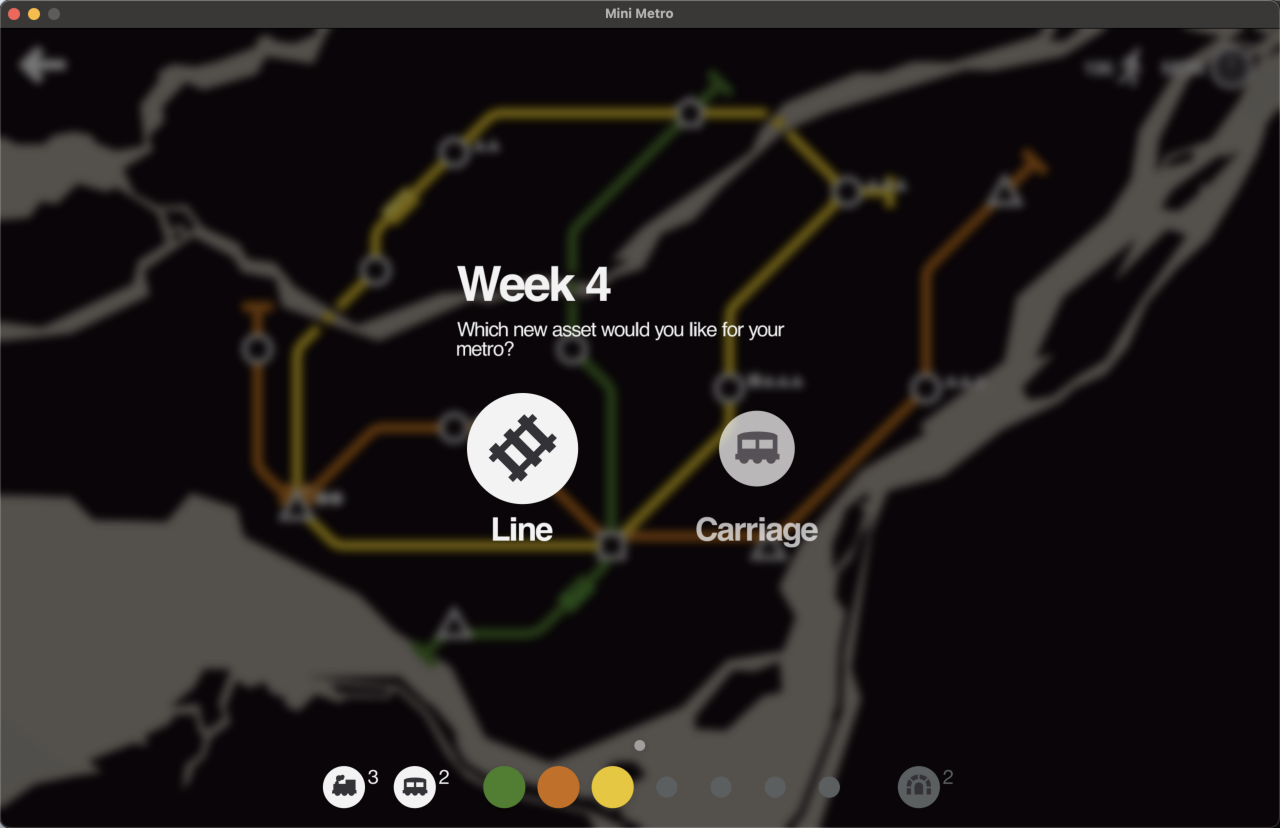 Mini Metro
Week 4
Which new asset would you like for your
metro?
Line
Carriage
3
2
2